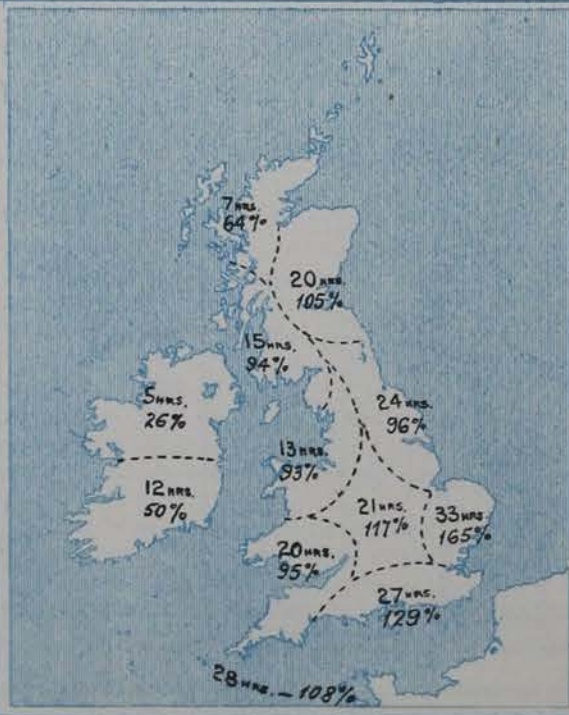 7 HRS.
64%
20 HRS.
105%
15 HRS.
94%
5 HRS.
26%
24 HRS.
96%
13 HRS.
93%
12 HRS.
50%
21 HRS.
117%
33 HRS.
165%
20 HRS.
95%
27 HRS.
129%
28 HRS. – 108%